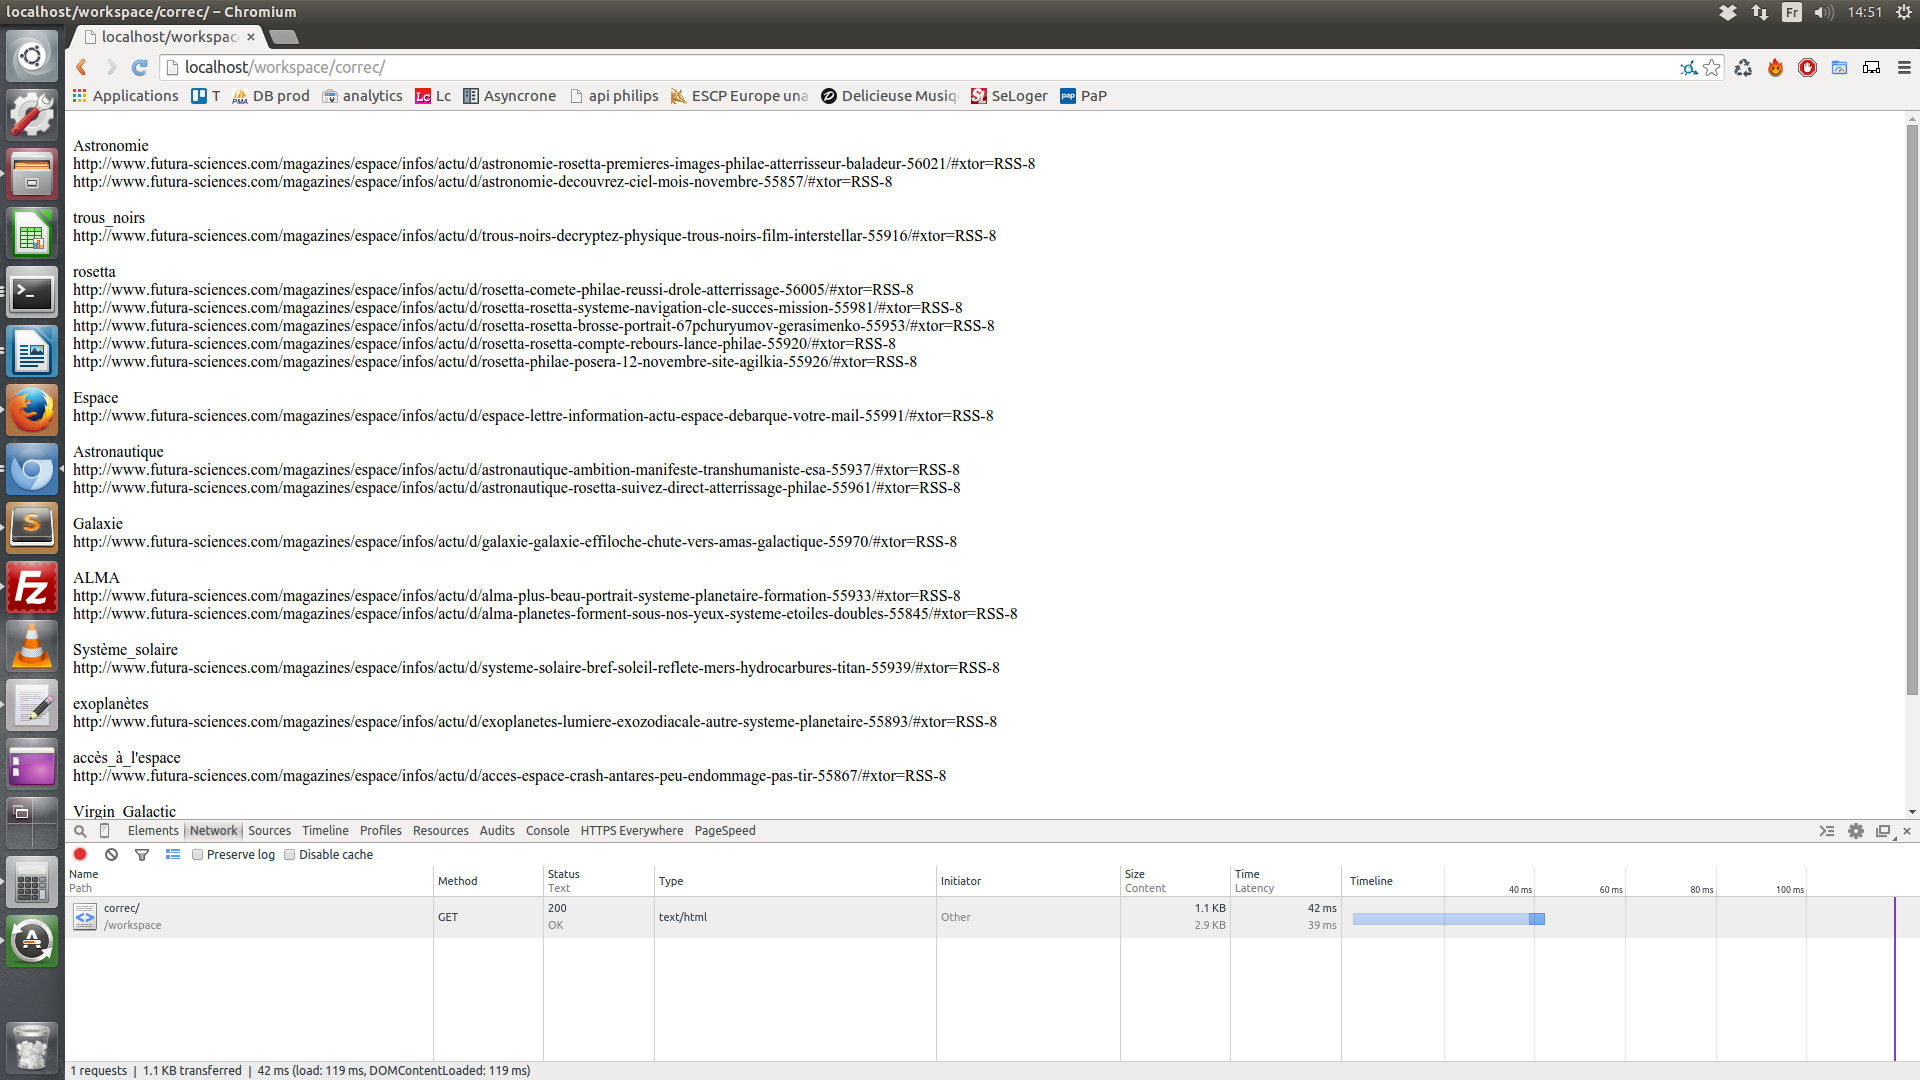 localhost/workspace/correc/ – Chromium
Fr
14:51
localhost/workspac
localhost/workspace/correc/
Applications
T
DB prod
analytics
Lc
Asyncrone
api philips
ESCP Europe una
Delicieuse Musiq
SeLoger
PaP
Astronomie
http://www.futura-sciences.com/magazines/espace/infos/actu/d/astronomie-rosetta-premieres-images-philae-atterrisseur-baladeur-56021/#xtor=RSS-8
http://www.futura-sciences.com/magazines/espace/infos/actu/d/astronomie-decouvrez-ciel-mois-novembre-55857/#xtor=RSS-8
trous_noirs
http://www.futura-sciences.com/magazines/espace/infos/actu/d/trous-noirs-decryptez-physique-trous-noirs-film-interstellar-55916/#xtor=RSS-8
rosetta
http://www.futura-sciences.com/magazines/espace/infos/actu/d/rosetta-comete-philae-reussi-drole-atterrissage-56005/#xtor=RSS-8
http://www.futura-sciences.com/magazines/espace/infos/actu/d/rosetta-rosetta-systeme-navigation-cle-succes-mission-55981/#xtor=RSS-8
http://www.futura-sciences.com/magazines/espace/infos/actu/d/rosetta-rosetta-brosse-portrait-67pchuryumov-gerasimenko-55953/#xtor=RSS-8
http://www.futura-sciences.com/magazines/espace/infos/actu/d/rosetta-rosetta-compte-rebours-lance-philae-55920/#xtor=RSS-8
http://www.futura-sciences.com/magazines/espace/infos/actu/d/rosetta-philae-posera-12-novembre-site-agilkia-55926/#xtor=RSS-8
Espace
http://www.futura-sciences.com/magazines/espace/infos/actu/d/espace-lettre-information-actu-espace-debarque-votre-mail-55991/#xtor=RSS-8
Astronautique
http://www.futura-sciences.com/magazines/espace/infos/actu/d/astronautique-ambition-manifeste-transhumaniste-esa-55937/#xtor=RSS-8
http://www.futura-sciences.com/magazines/espace/infos/actu/d/astronautique-rosetta-suivez-direct-atterrissage-philae-55961/#xtor=RSS-8
Galaxie
http://www.futura-sciences.com/magazines/espace/infos/actu/d/galaxie-galaxie-effiloche-chute-vers-amas-galactique-55970/#xtor=RSS-8
ALMA
http://www.futura-sciences.com/magazines/espace/infos/actu/d/alma-plus-beau-portrait-systeme-planetaire-formation-55933/#xtor=RSS-8
http://www.futura-sciences.com/magazines/espace/infos/actu/d/alma-planetes-forment-sous-nos-yeux-systeme-etoiles-doubles-55845/#xtor=RSS-8
Système_solaire
http://www.futura-sciences.com/magazines/espace/infos/actu/d/systeme-solaire-bref-soleil-reflete-mers-hydrocarbures-titan-55939/#xtor=RSS-8
exoplanètes
http://www.futura-sciences.com/magazines/espace/infos/actu/d/exoplanetes-lumiere-exozodiacale-autre-systeme-planetaire-55893/#xtor=RSS-8
accès_à_l'espace
http://www.futura-sciences.com/magazines/espace/infos/actu/d/acces-espace-crash-antares-peu-endommage-pas-tir-55867/#xtor=RSS-8
Virgin_Galactic
Elements Network Sources Timeline Profiles Resources Audits Console HTTPS Everywhere PageSpeed
Preserve log Disable cache
Name Path
Method
Status Text
Type
Initiator
Size Content
Time Latency
Timeline
40 ms
60 ms
80 ms
100 ms
correc/
/workspace
GET
200
OK
text/html
Other
1.1 KB
2.9 KB
42 ms
39 ms
1 requests | 1.1 KB transferred | 42 ms (load: 119 ms, DOMContentLoaded: 119 ms)